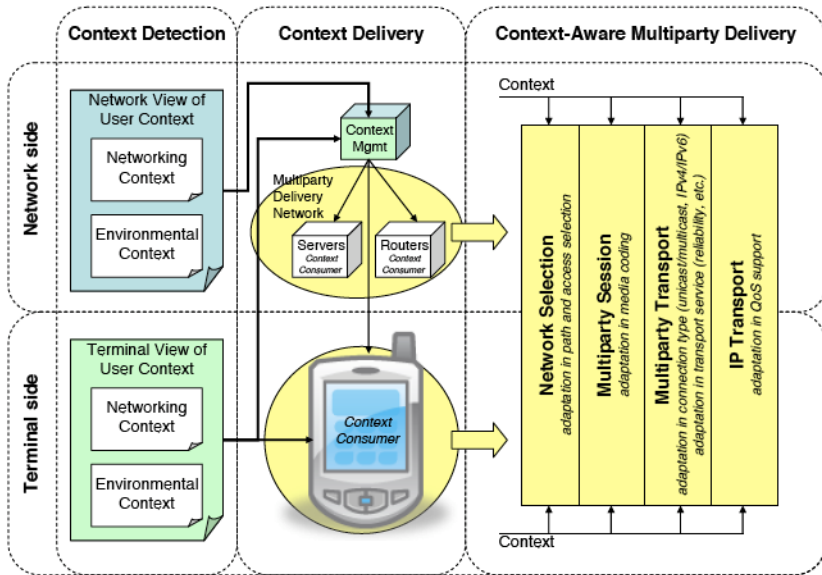 Context Detection
Context Delivery
Context-Aware Multiparty Delivery
Network side
Network View of
User Context
Networking
Context
Environmental
Context
Context
Mgmt
Multiparty
Delivery
Network
Servers
Context
Consumer
Routers
Context
Consumer
Terminal side
Terminal View of
User Context
Networking
Context
Environmental
Context
Context
Consumer
Context
Network Selection
adaptation in path and access selection
Multiparty Session
adaptation in media coding
Multiparty Transport
adaptation in connection type (unicast/multicast, IPv4/IPv6)
adaptation in transport service (reliability, etc.)
IP Transport
adaptation in QoS support
Context